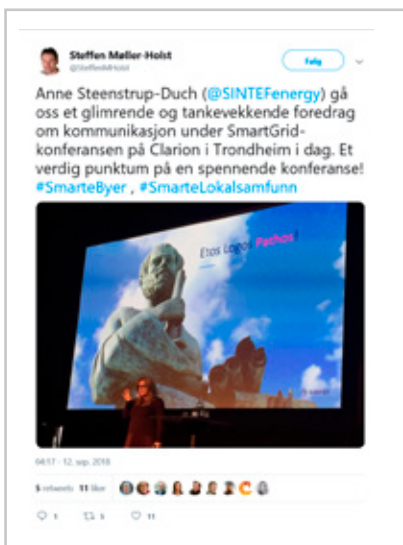 Steffen Møller-Holst
@SteffenMHolst
Følg
Anne Steenstrup-Duch (@SINTEFenergy) gå
oss et glimrende og tankevekkende foredrag
om kommunikasjon under SmartGrid-
konferansen på Clarion i Trondheim i dag. Et
verdig punktum på en spennende konferanse!
#SmarteByer , #SmarteLokalsamfunn
Etos Logos Pathos!
04:17 - 12. sep. 2018
5 retweets 11 liker
1 5 11